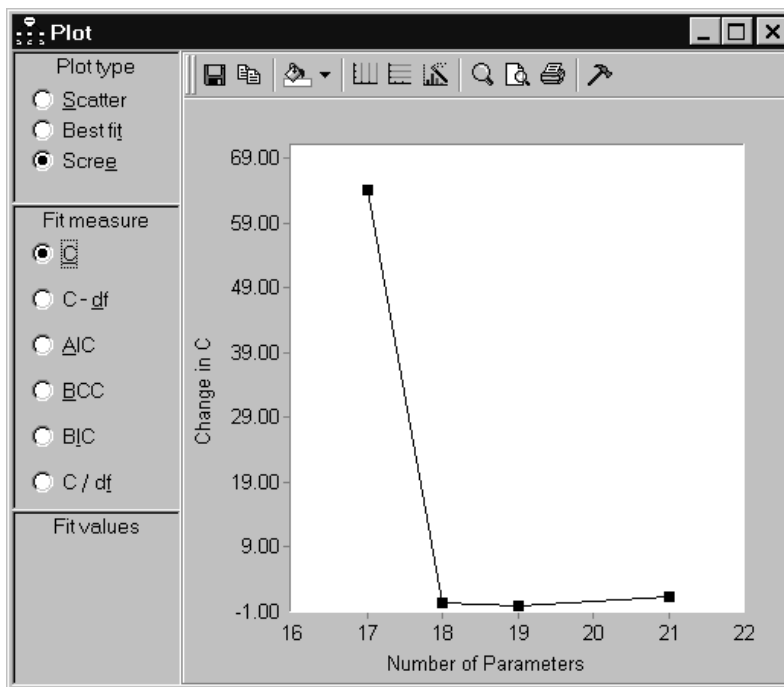 Plot
Plot type
Scatter
Best fit
Scree
Fit measure
C
C - df
AIC
BCC
BIC
C / df
Fit values
69.00
59.00
49.00
39.00
29.00
19.00
9.00
-1.00
Change in C
16 17 18 19 20 21 22
Number of Parameters